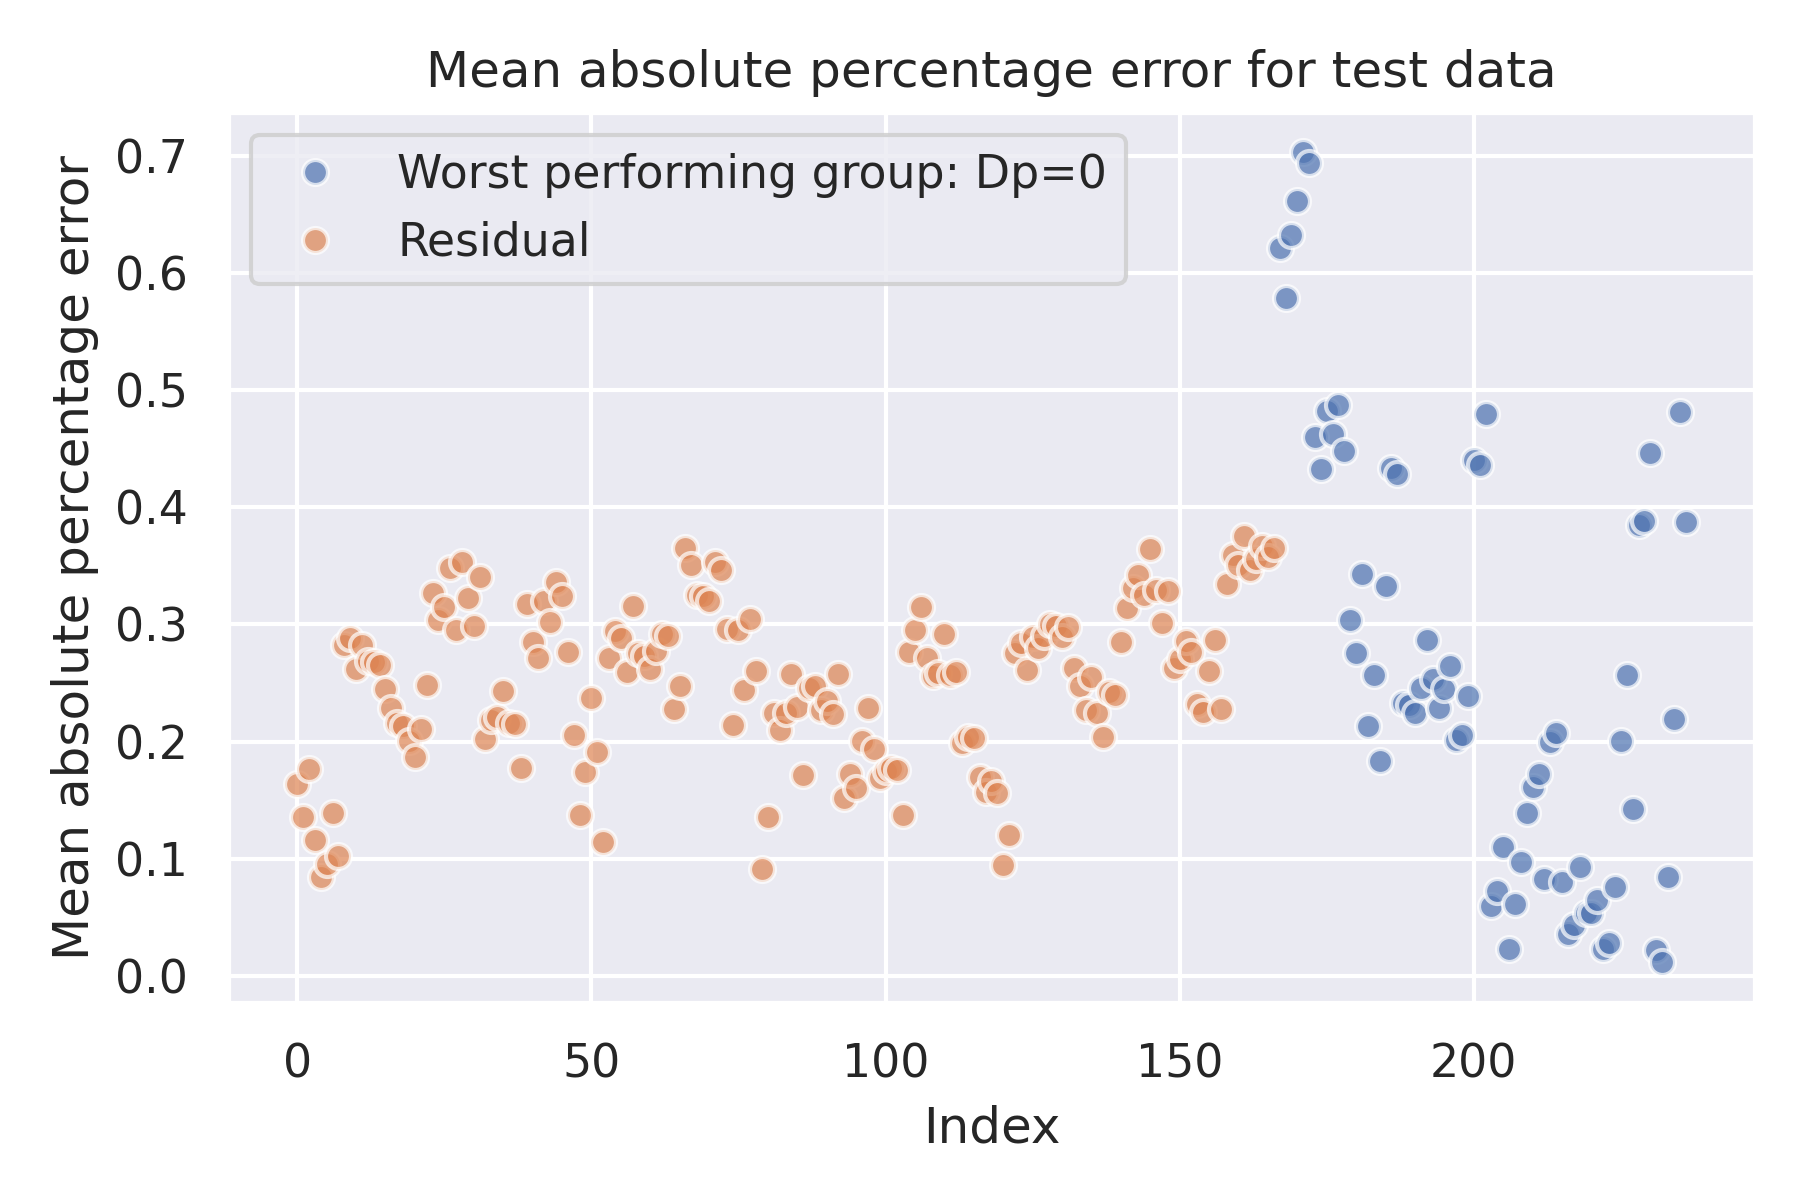 Mean absolute percentage error for test data
Worst performing group: Dp=0
Residual
Mean absolute percentage error
0.7
0.6
0.5
0.4
0.3
0.2
0.1
0.0
0 50 100 150 200
Index